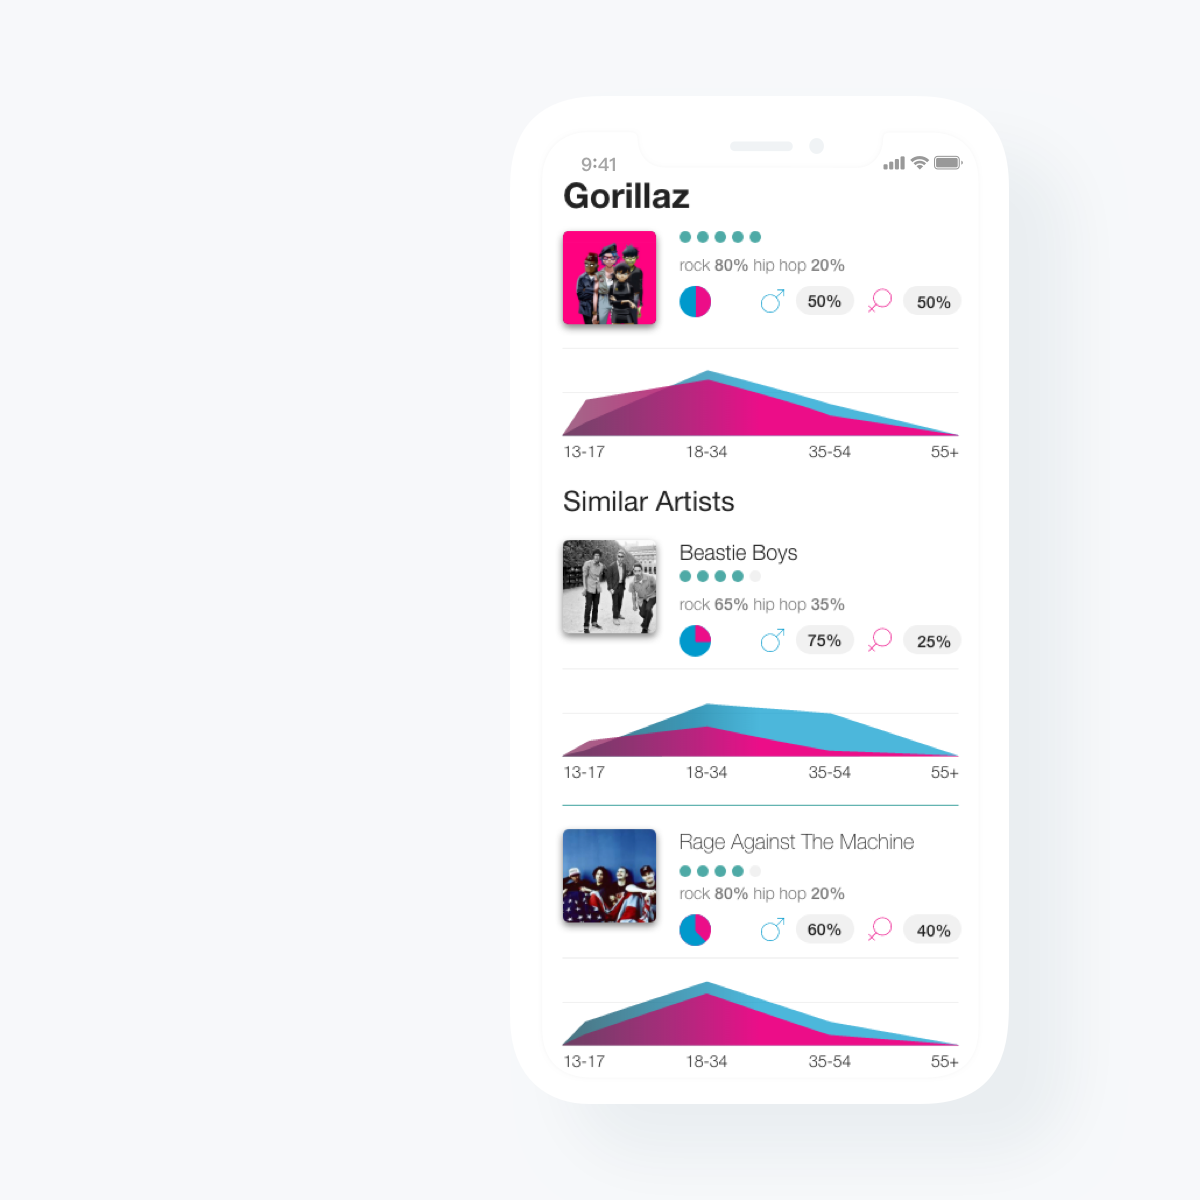 9:41
Gorillaz
rock 80% hip hop 20%
50% 50%
13-17 18-34 35-54 55+
Similar Artists
Beastie Boys
rock 65% hip hop 35%
75% 25%
13-17 18-34 35-54 55+
Rage Against The Machine
rock 80% hip hop 20%
60% 40%
13-17 18-34 35-54 55+